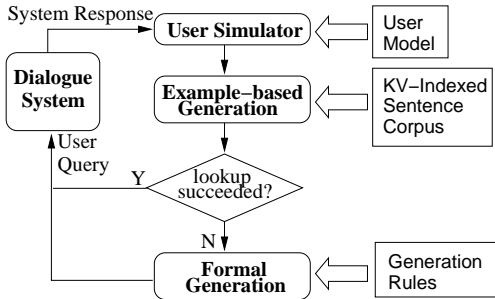 System Response
User Simulator
User
Model
Dialogue
System
Example−based
Generation
KV−Indexed
Sentence
Corpus
User
Query
Y
lookup
succeeded?
N
Formal
Generation
Generation
Rules